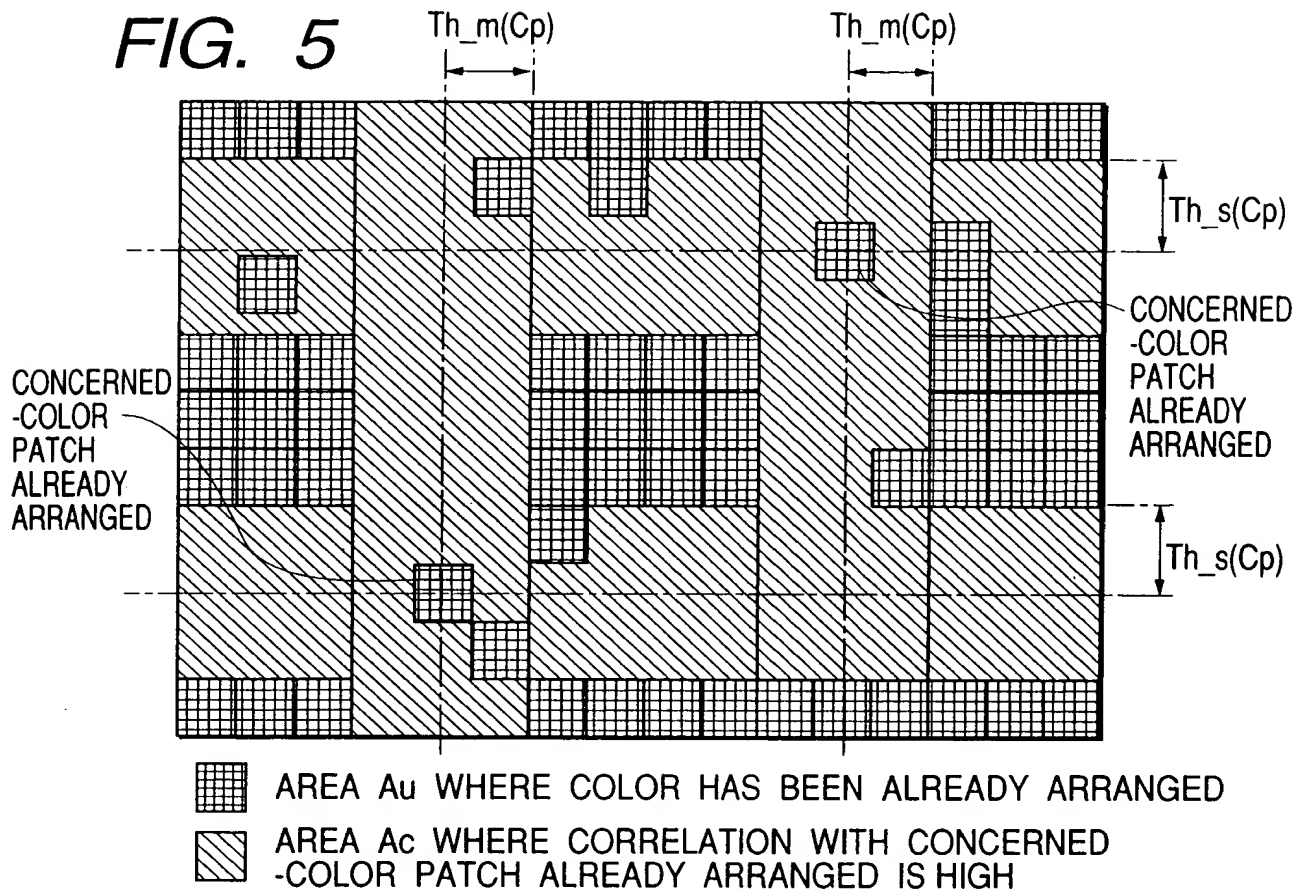 FIG. 5
Th_m(Cp)
Th_m(Cp)
Th_s(Cp)
CONCERNED
-COLOR
PATCH
ALREADY
ARRANGED
CONCERNED
-COLOR
PATCH
ALREADY
ARRANGED
Th_s(Cp)
AREA Au WHERE COLOR HAS BEEN ALREADY ARRANGED
AREA Ac WHERE CORRELATION WITH CONCERNED
-COLOR PATCH ALREADY ARRANGED IS HIGH